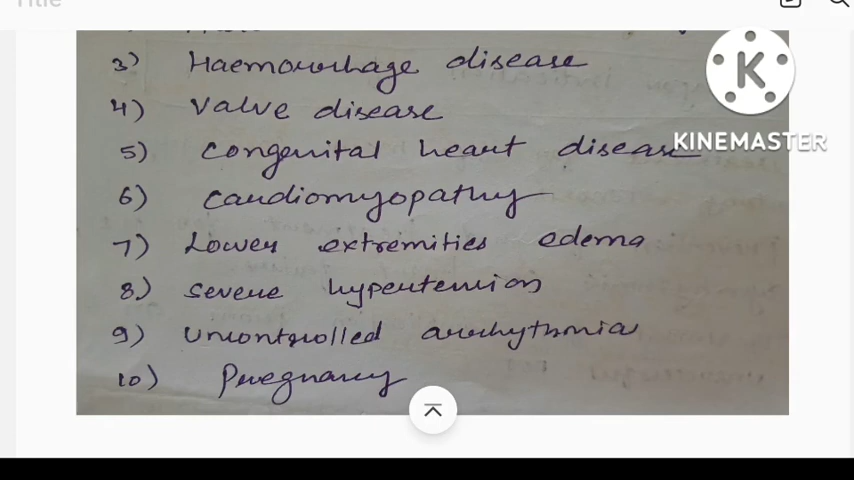 Title
3) Haemorrhage disease
4) Valve disease
5) Congenital heart disease
6) Cardiomyopathy
7) Lower extremities edema
8) Severe hypertension
9) Uncontrolled arrhythmia
10) Pregnancy
K
KINEMASTER